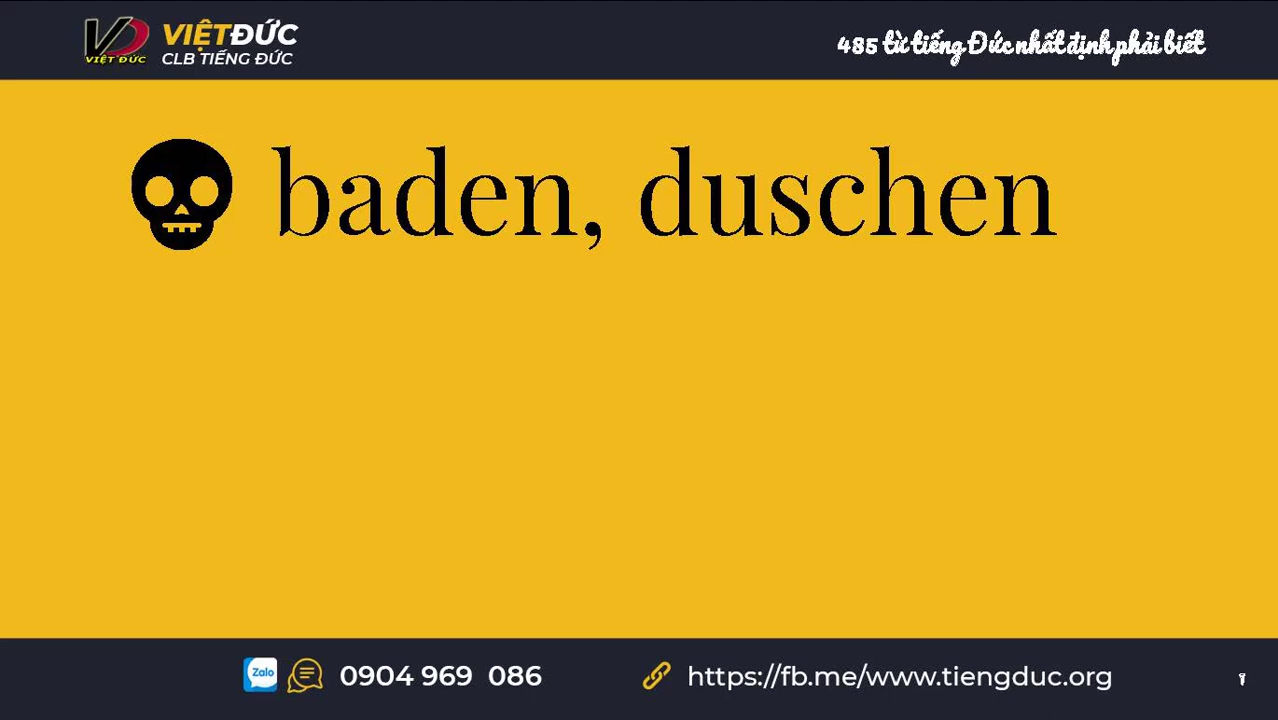 VIỆT ĐỨC
VIỆTĐỨC
CLB TIẾNG ĐỨC
485 từ tiếng Đức nhất định phải biết
baden, duschen
Zalo
0904 969 086
https://fb.me/www.tiengduc.org